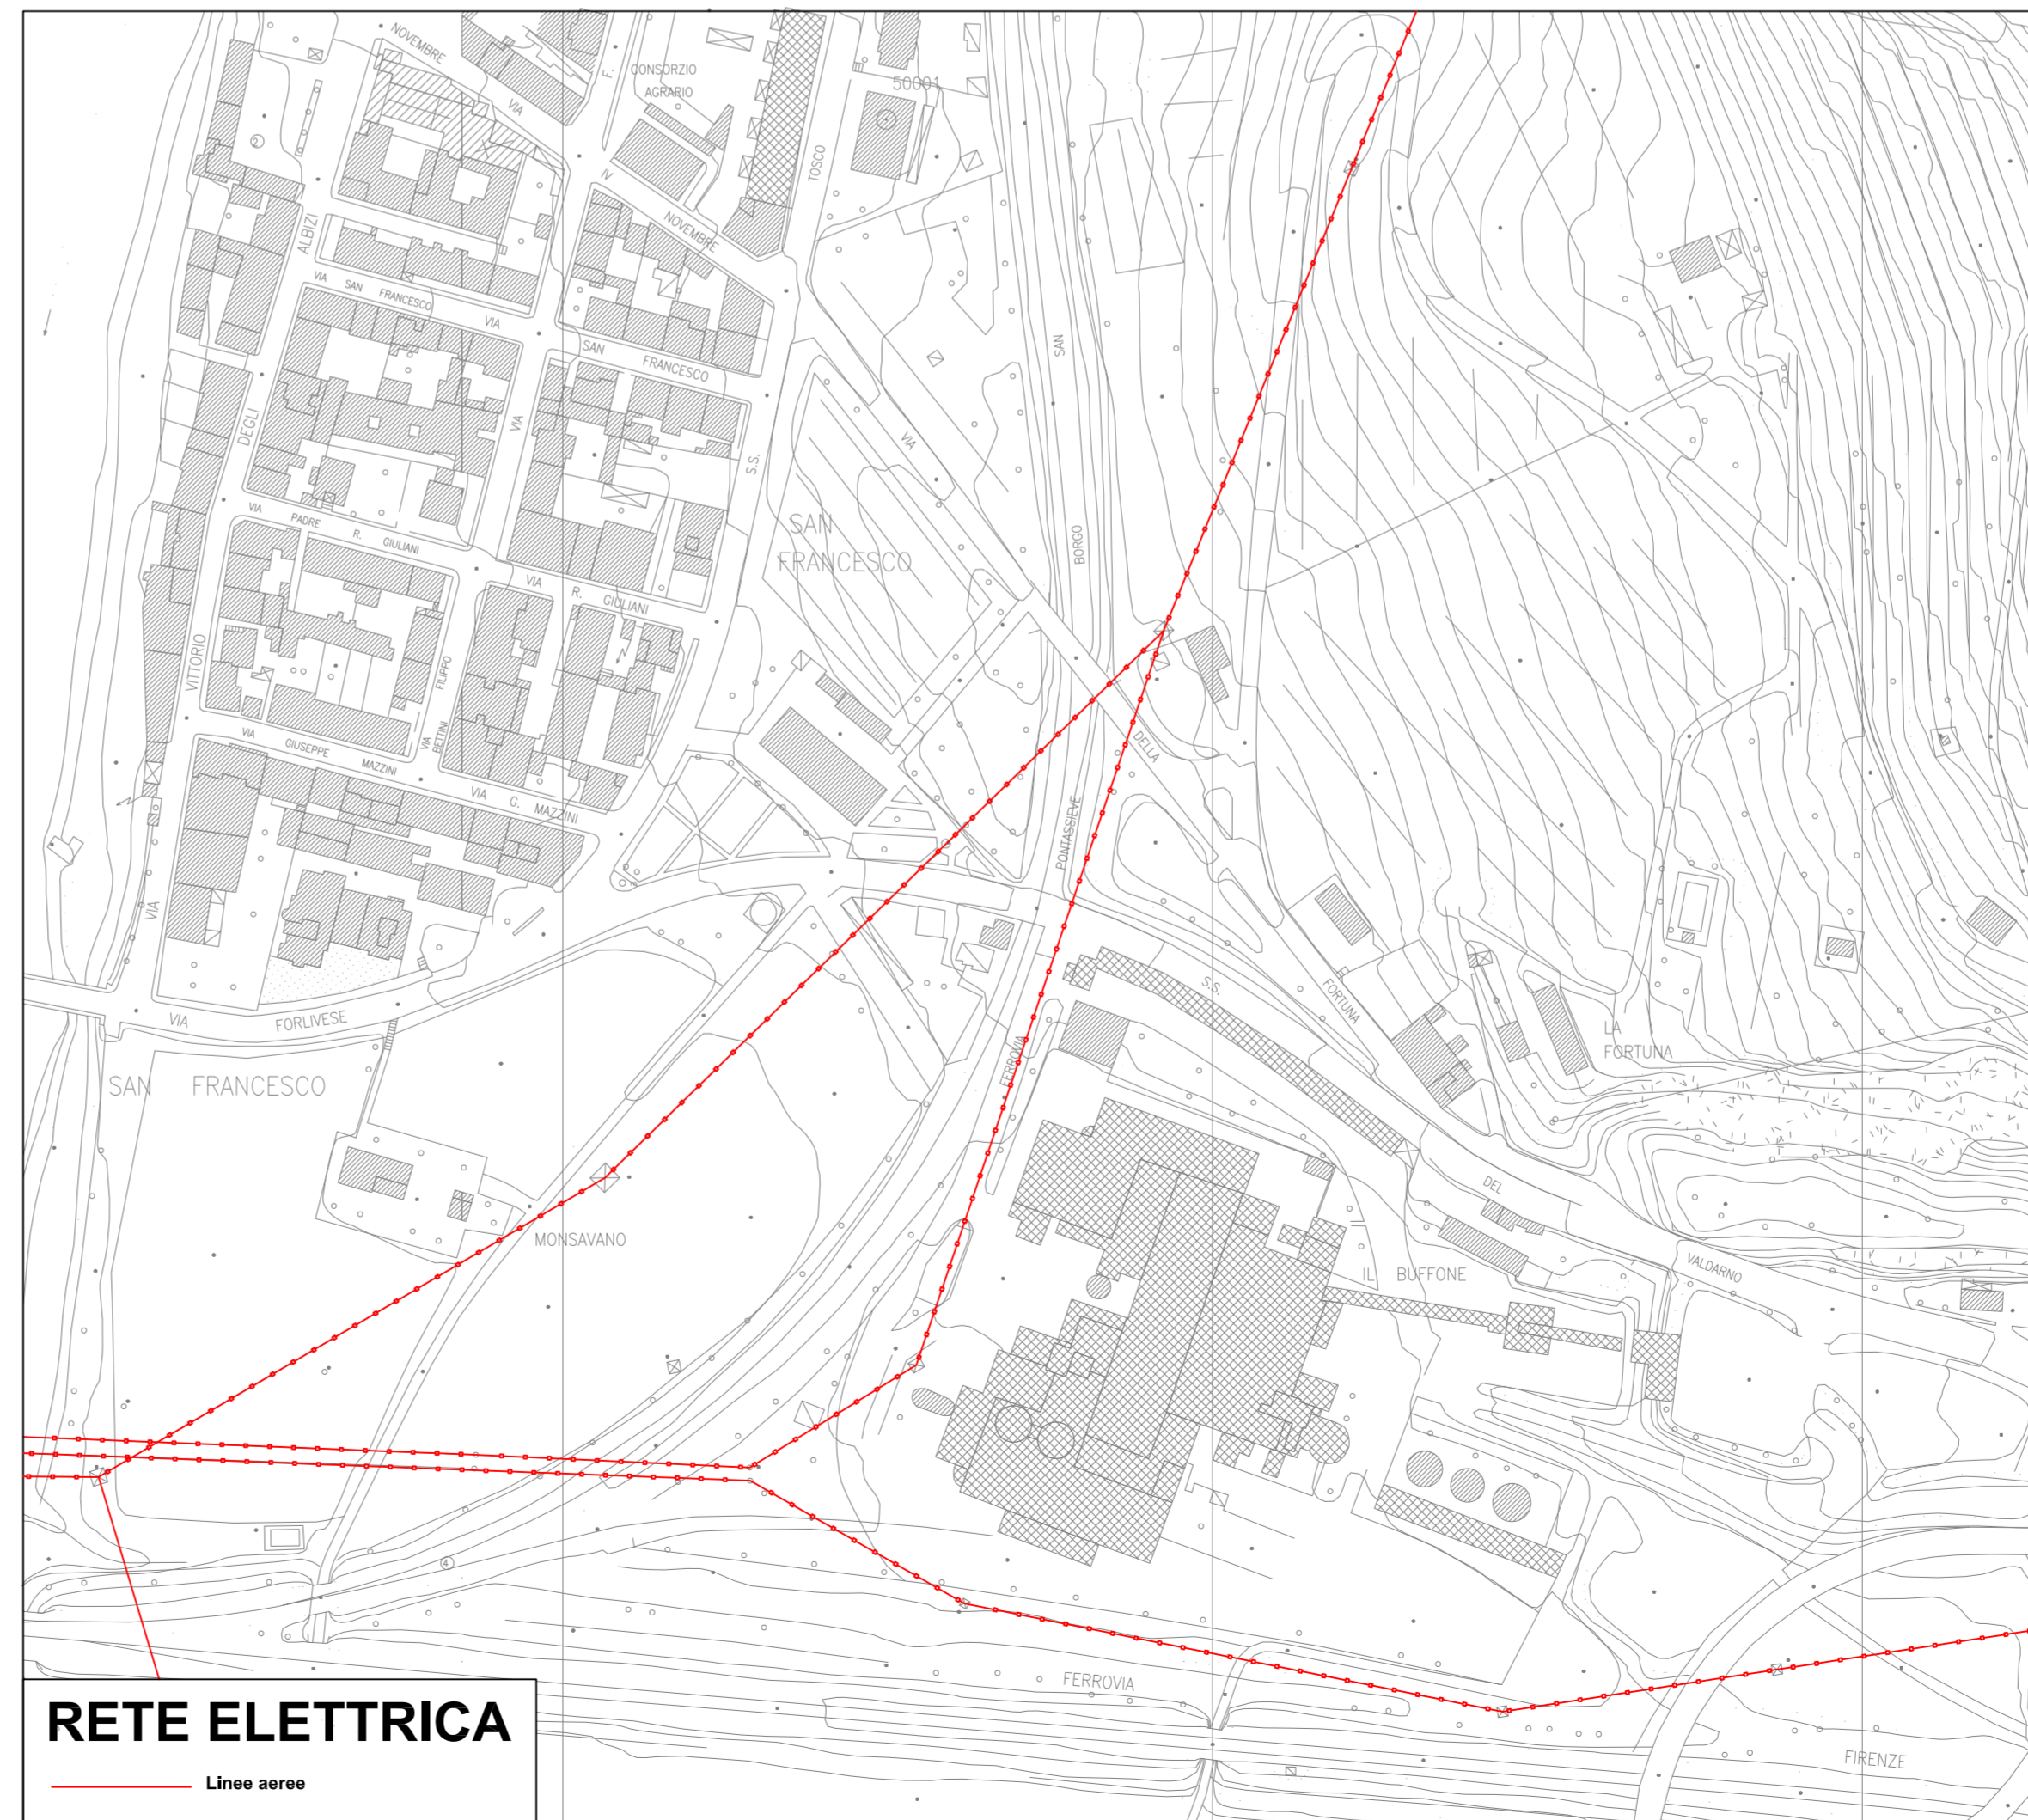 NOVEMBRE
VIA
F.
CONSORZIO
AGRARIO
50001
TOSCO
IV
NOVEMBRE
ALBIZI
VIA SAN FRANCESCO
VIA
SAN FRANCESCO
DEGLI
VIA
S.S.
VIA
SAN
BORGO
SAN
FRANCESCO
VIA PADRE R. GIULIANI
VIA R. GIULIANI
VITTORIO
FILIPPO
BETTINI
VIA
VIA GIUSEPPE MAZZINI
VIA G. MAZZINI
DELLA
PONTASSIEVE
VIA
S.S.
FORTUNA
LA
FORTUNA
VIA FORLIVESE
FERROVIA
SAN FRANCESCO
MONSAVANO
DEL
IL BUFFONE
VALDARNO
2
4
FERROVIA
FIRENZE
RETE ELETTRICA
Linee aeree